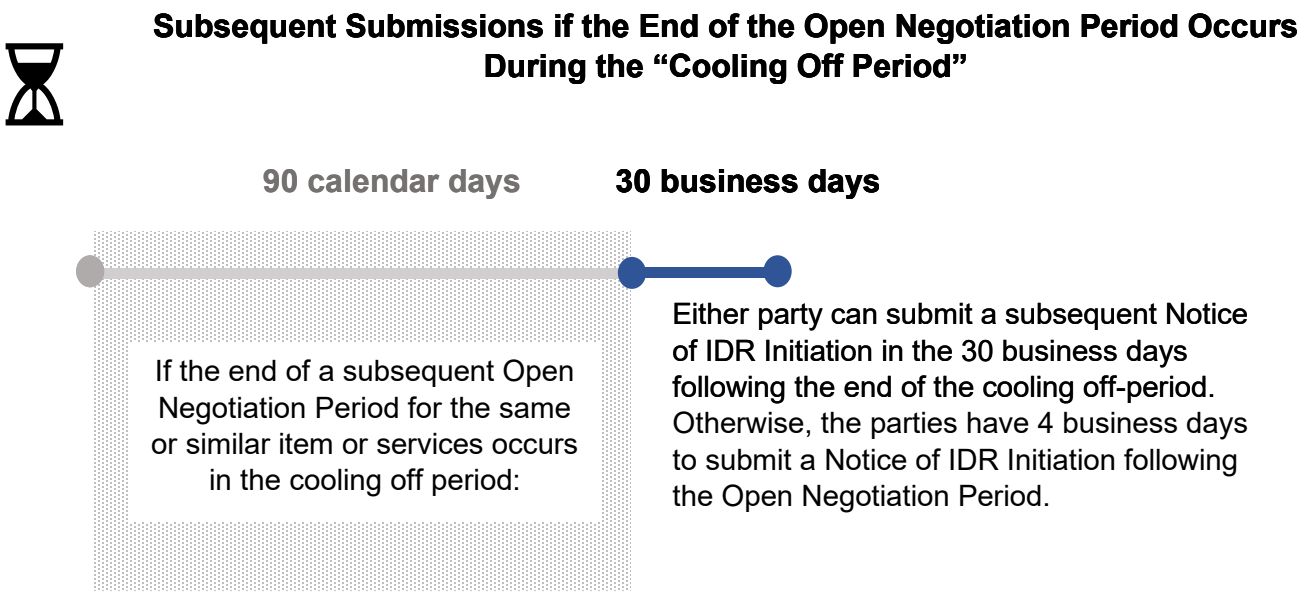 Subsequent Submissions if the End of the Open Negotiation Period Occurs
During the “Cooling Off Period”
90 calendar days
30 business days
If the end of a subsequent Open
Negotiation Period for the same
or similar item or services occurs
in the cooling off period:
Either party can submit a subsequent Notice
of IDR Initiation in the 30 business days
following the end of the cooling off-period.
Otherwise, the parties have 4 business days
to submit a Notice of IDR Initiation following
the Open Negotiation Period.